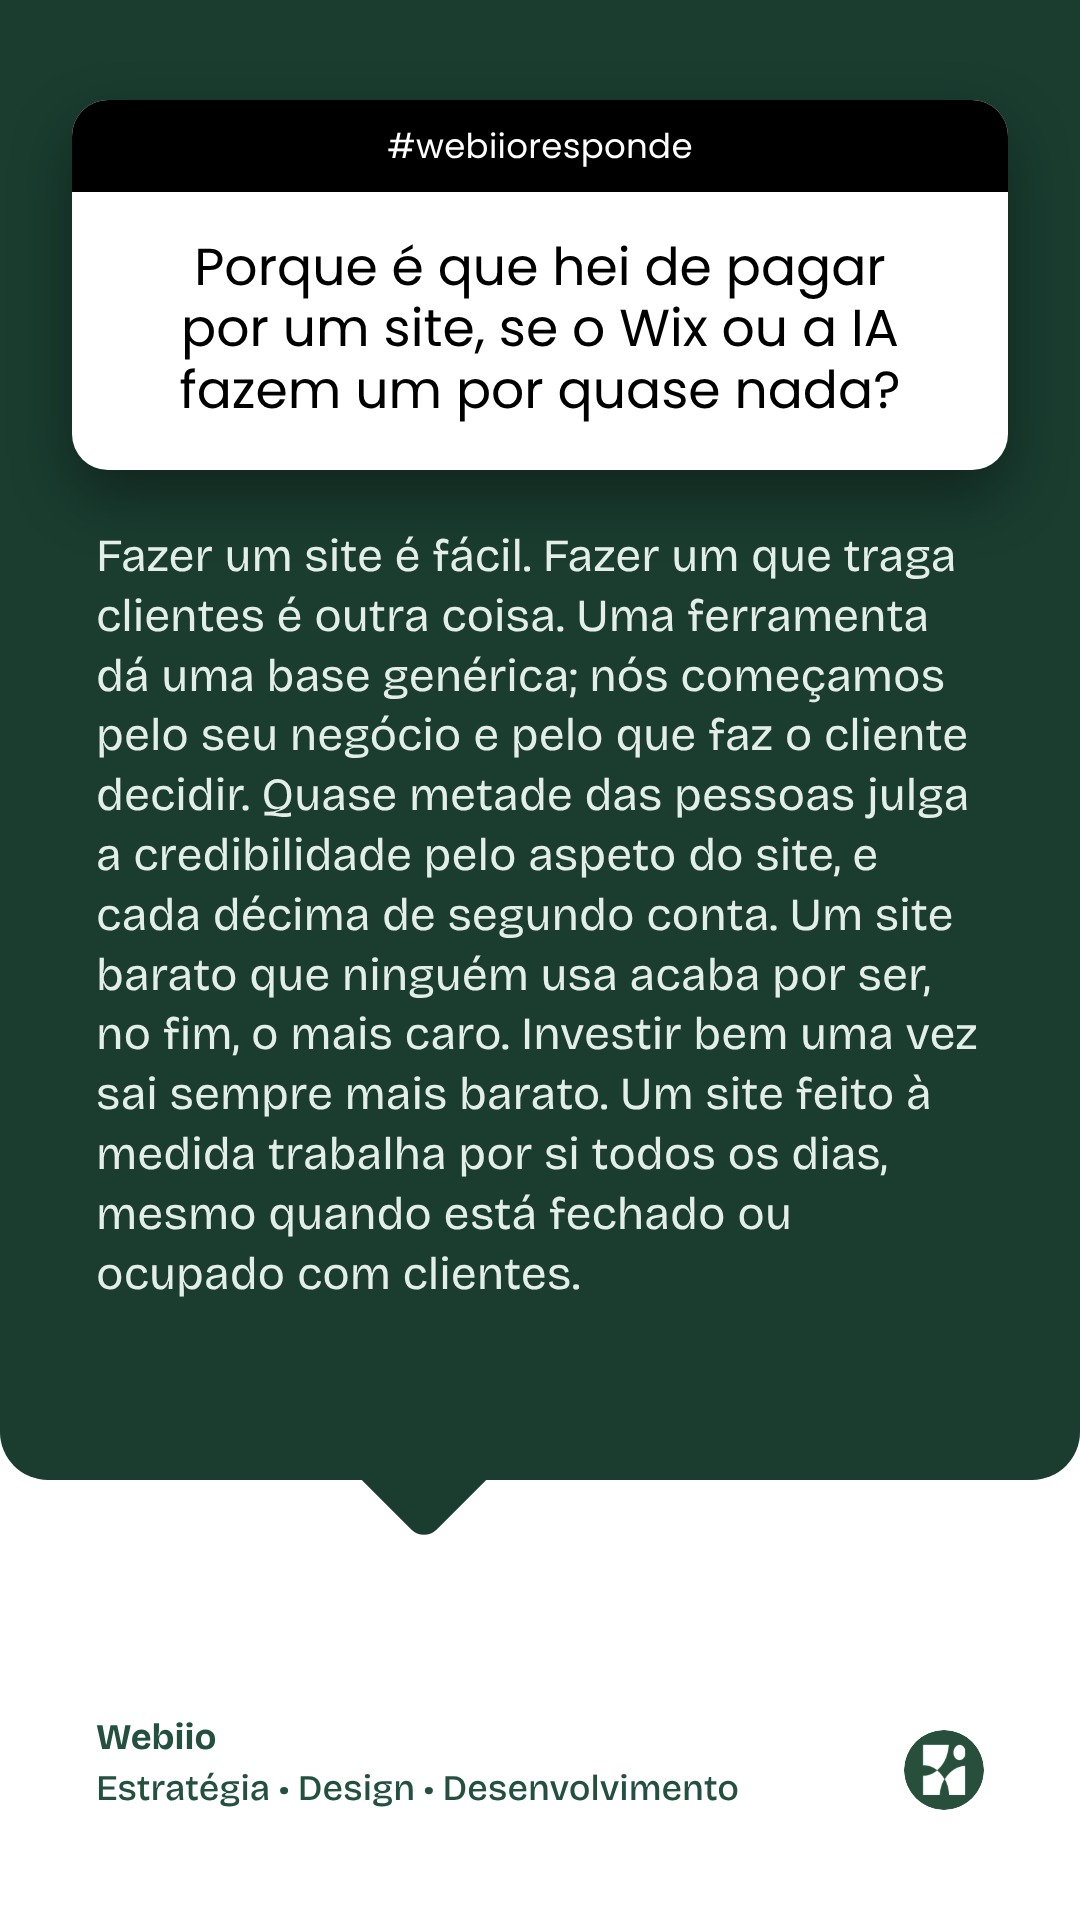 #webiioresponde
Porque é que hei de pagar
por um site, se o Wix ou a IA
fazem um por quase nada?
Fazer um site é fácil. Fazer um que traga
clientes é outra coisa. Uma ferramenta
dá uma base genérica; nós começamos
pelo seu negócio e pelo que faz o cliente
decidir. Quase metade das pessoas julga
a credibilidade pelo aspeto do site, e
cada décima de segundo conta. Um site
barato que ninguém usa acaba por ser,
no fim, o mais caro. Investir bem uma vez
sai sempre mais barato. Um site feito à
medida trabalha por si todos os dias,
mesmo quando está fechado ou
ocupado com clientes.
Webiio
Estratégia • Design • Desenvolvimento